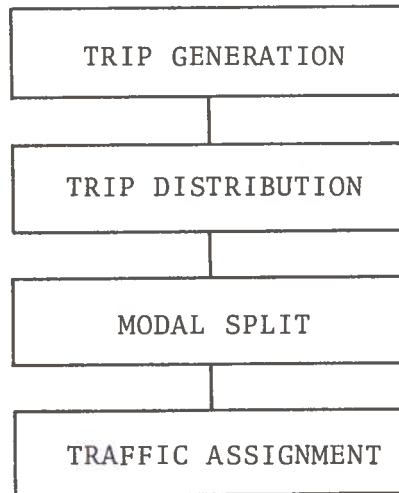 TRIP GENERATION
TRIP DISTRIBUTION
MODAL SPLIT
TRAFFIC ASSIGNMENT